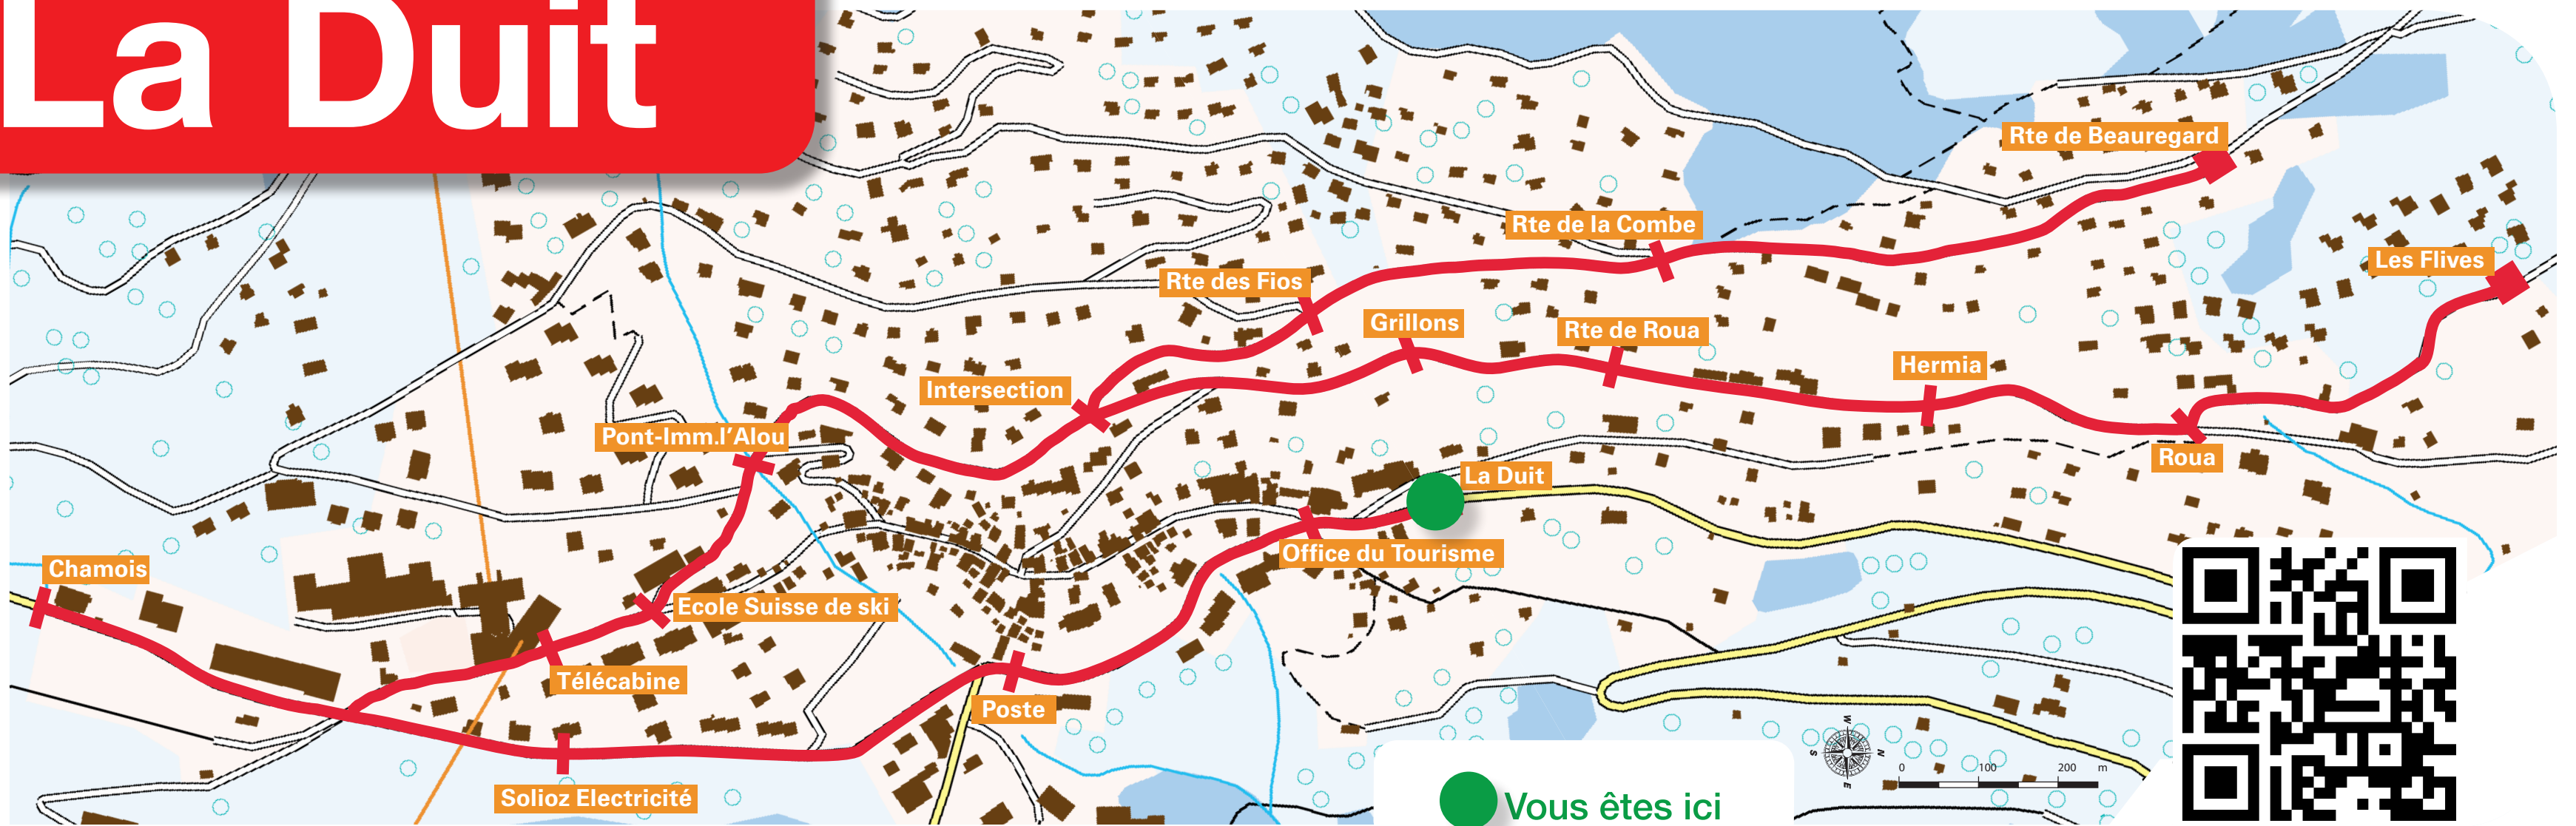 La Duit
Rte de Beauregard
Rte de la Combe
Les Flives
Rte des Fios
Grillons
Rte de Roua
Hermia
Intersection
Pont-Imm.l'Alou
Roua
La Duit
Office du Tourisme
Chamois
Ecole Suisse de ski
Télécabine
Poste
Solioz Electricité
W
N
S
E
0 100 200 m
Vous êtes ici